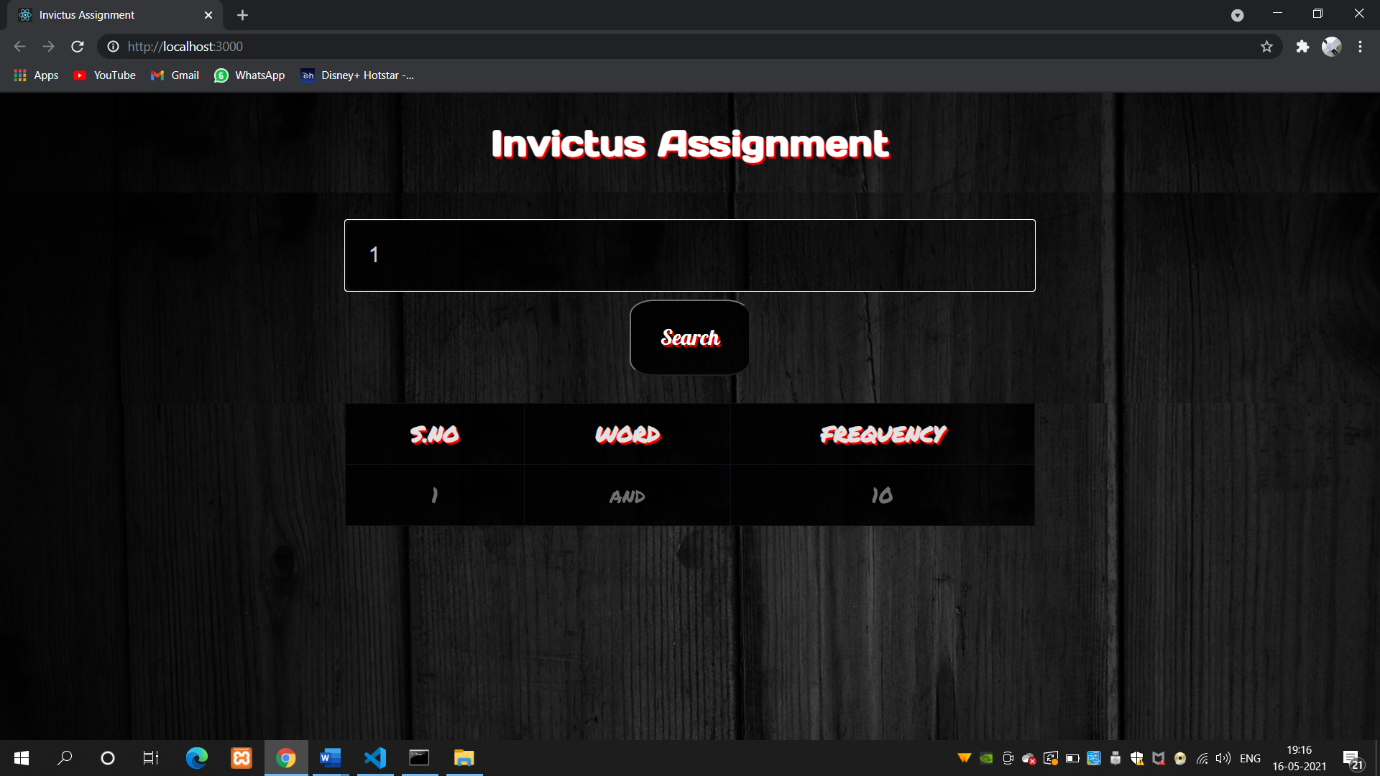 Invictus Assignment
http://localhost:3000
Apps
YouTube
Gmail
WhatsApp
Disney+ Hotstar -...
Invictus Assignment
1
Search
S.NO WORD FREQUENCY
1 AND 10
ENG
19:16
16-05-2021
21